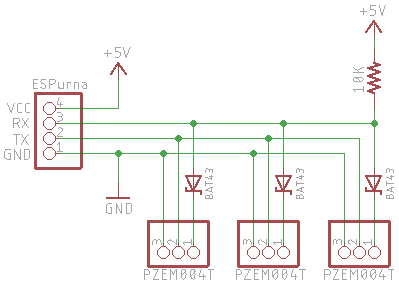 +5V
+5V
ESPurna
10K
VCC 4
RX 3
TX 2
GND 1
BAT43
BAT43
BAT43
GND
3 2 1
3 2 1
3 2 1
PZEM004T
PZEM004T
PZEM004T